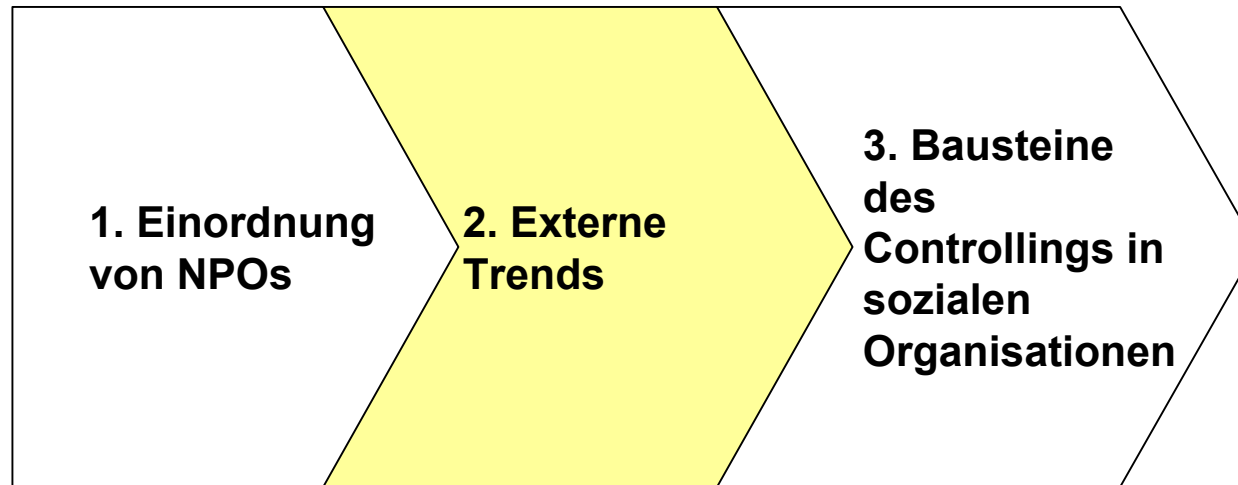 1. Einordnung
von NPOs
2. Externe
Trends
3. Bausteine
des
Controllings in
sozialen
Organisationen